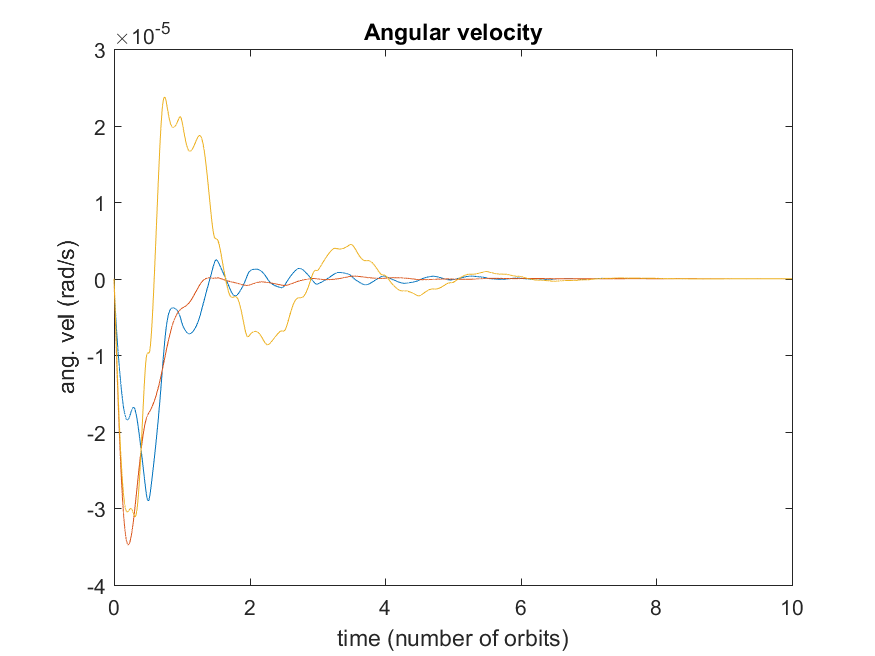 Angular velocity
×10-5
3
2
1
0
-1
-2
-3
-4
ang. vel (rad/s)
0 2 4 6 8 10
time (number of orbits)